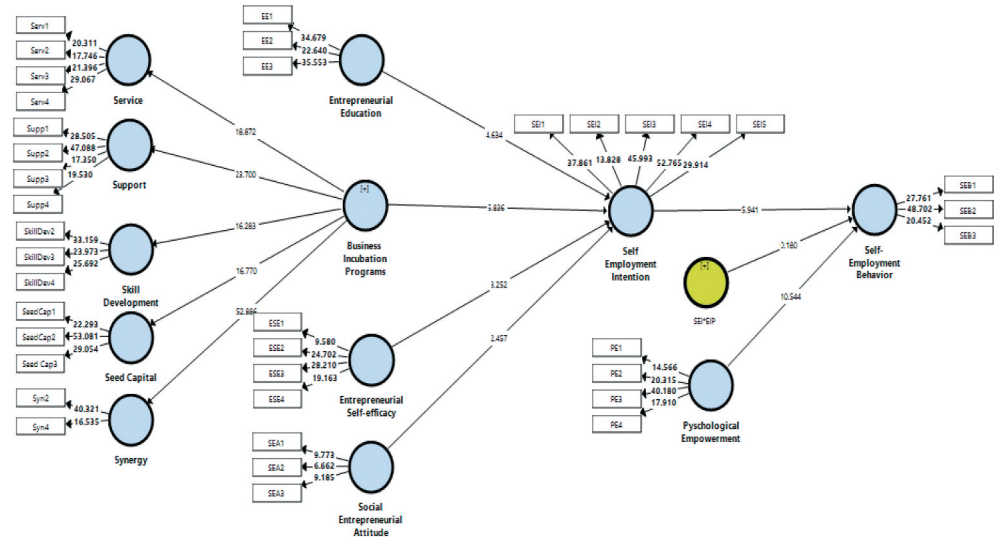 Serv1
Serv2
Serv3
Serv4
20.311
17.746
21.396
29.067
Service
Supp1
Supp2
Supp3
Supp4
28.505
47.088
17.350
19.530
Support
SkillDev2
SkillDev3
SkillDev4
33.159
23.973
25.692
Skill
Development
SeedCap1
SeedCap2
Seed Cap3
22.293
53.081
29.054
Seed Capital
Syn2
Syn4
40.321
16.535
Synergy
18.872
23.700
16.283
16.770
[+]
Business
Incubation
Programs
EE1
EE2
EE3
34.679
22.640
35.553
Entrepreneurial
Education
ESE1
ESE2
ESE3
ESE4
9.580
24.702
28.210
19.163
Entrepreneurial
Self-efficacy
SEA1
SEA2
SEA3
9.773
6.662
9.185
Social
Entrepreneurial
Attitude
4.634
5.836
3.252
2.457
SEI1
SEI2
SEI3
SEI4
SEI5
37.861
13.828
45.993
52.765
29.914
Self
Employment
Intention
5.941
0.180
10.544
[+]
SEI*EIP
PE1
PE2
PE3
PE4
14.566
20.315
40.180
17.910
Pyschological
Empowerment
SEB1
SEB2
SEB3
27.761
48.702
20.452
Self-
Employment
Behavior